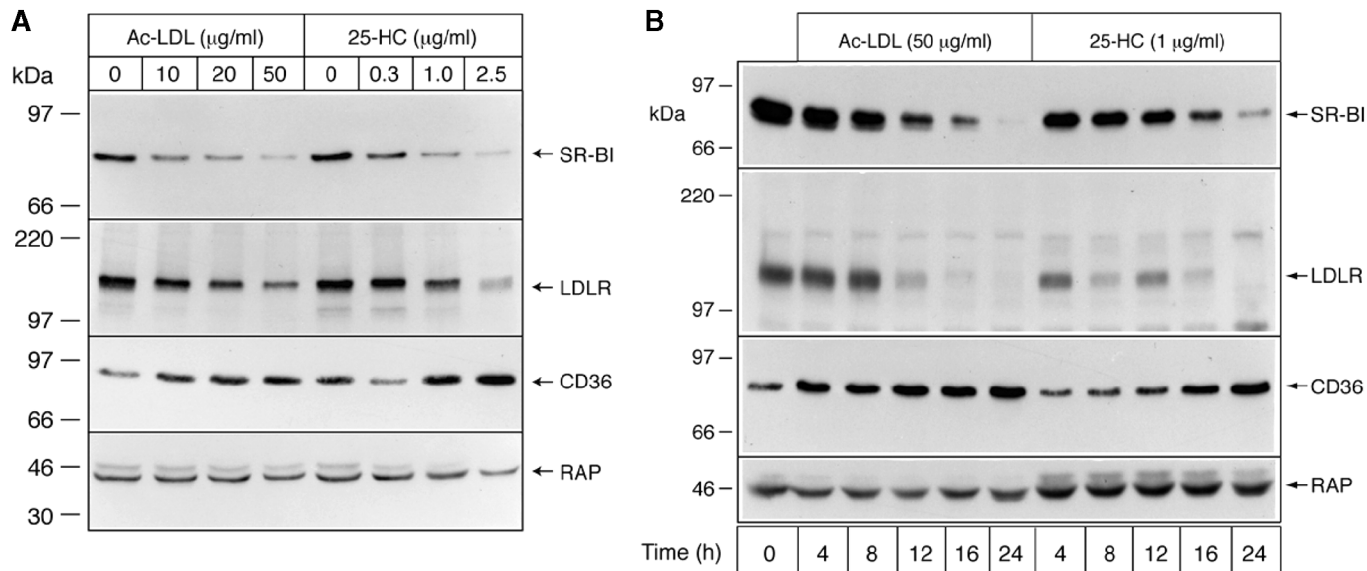 A
Ac-LDL (µg/ml) 25-HC (µg/ml)
kDa 0 10 20 50 0 0.3 1.0 2.5
97
SR-BI
66
220
LDLR
97
97
CD36
66
46
RAP
30
B
Ac-LDL (50 µg/ml) 25-HC (1 µg/ml)
97
kDa SR-BI
66
220
LDLR
97
97
CD36
66
46 RAP
Time (h) 0 4 8 12 16 24 4 8 12 16 24